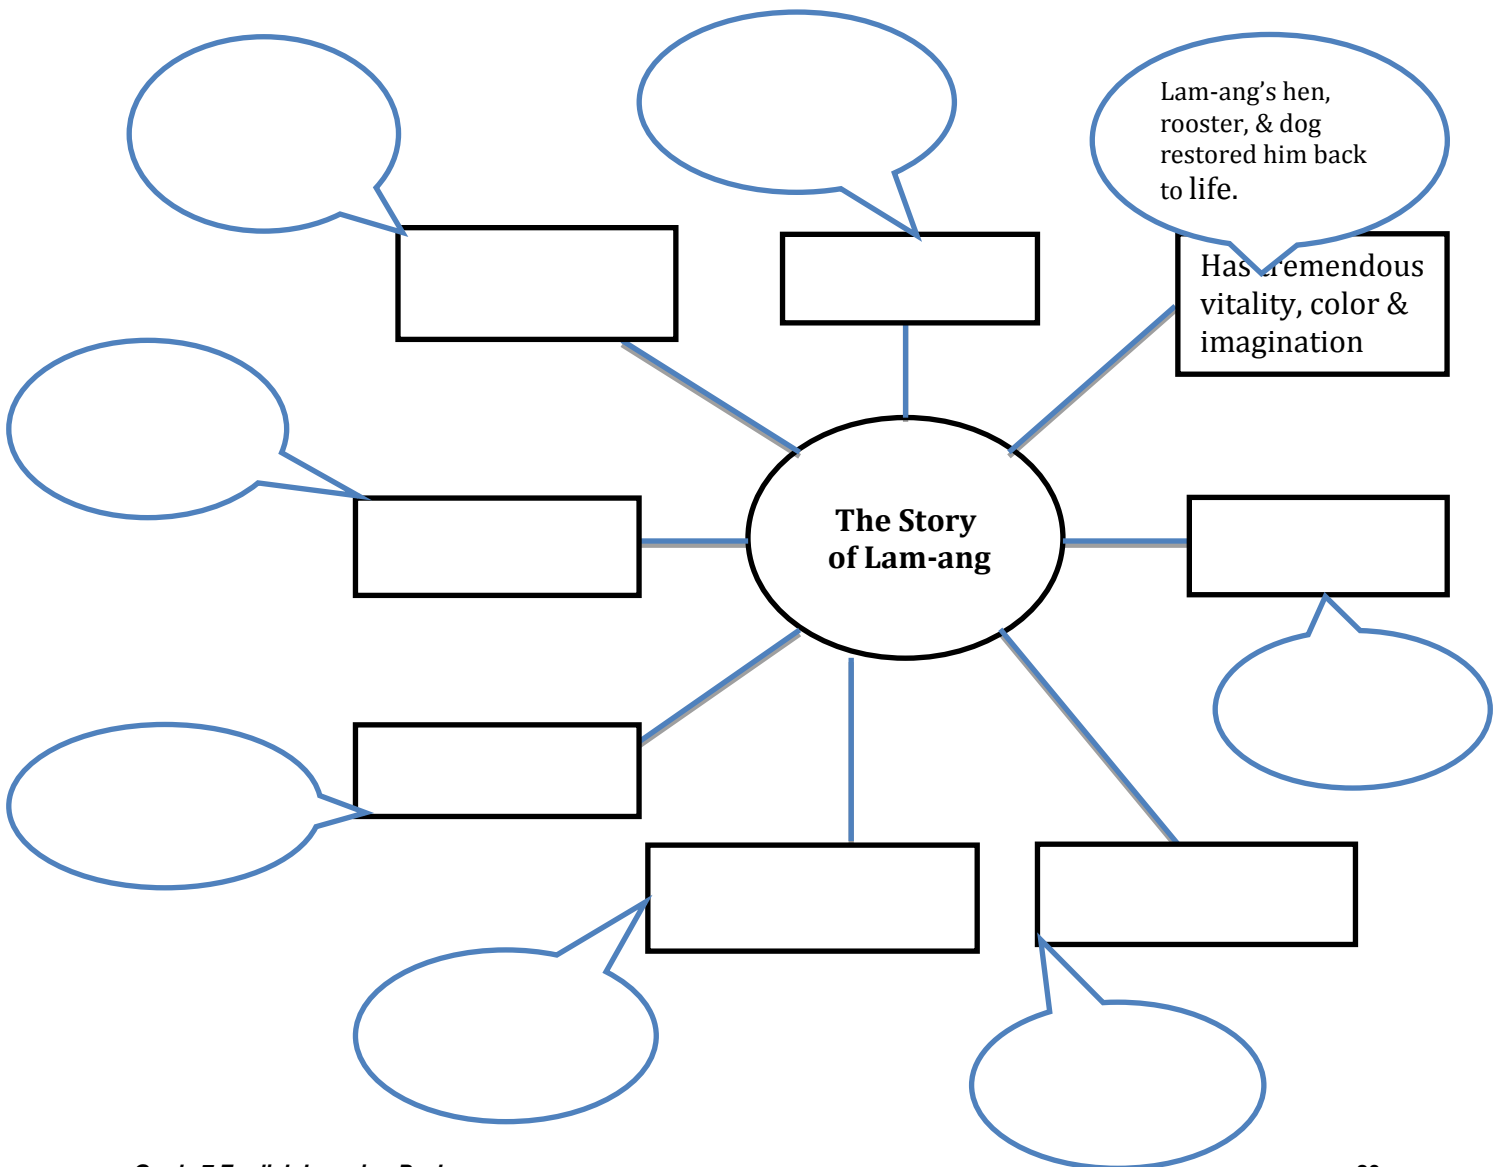 Lam-ang’s hen,
rooster, & dog
restored him back
to life.
Has tremendous
vitality, color &
imagination
The Story
of Lam-ang